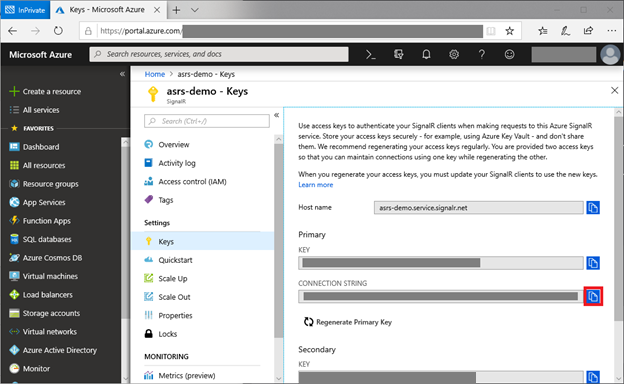 InPrivate
Keys - Microsoft Azure
https://portal.azure.com/
Microsoft Azure
Search resources, services, and docs
Create a resource
All services
FAVORITES
Dashboard
All resources
Resource groups
App Services
Function Apps
SQL databases
Azure Cosmos DB
Virtual machines
Load balancers
Storage accounts
Virtual networks
Azure Active Directory
Monitor
Home > asrs-demo - Keys
asrs-demo - Keys
SignalR
Search (Ctrl+/)
Overview
Activity log
Access control (IAM)
Tags
Settings
Keys
Quickstart
Scale Up
Scale Out
Properties
Locks
MONITORING
Metrics (preview)
Use access keys to authenticate your SignalR clients when making requests to this Azure SignalR
service. Store your access keys securely - for example, using Azure Key Vault - and don't share
them. We recommend regenerating your access keys regularly. You are provided two access keys
so that you can maintain connections using one key while regenerating the other.
When you regenerate your access keys, you must update your SignalR clients to use the new keys.
Learn more
Host name
asrs-demo.service.signalr.net
Primary
KEY
CONNECTION STRING
Regenerate Primary Key
Secondary
KEY